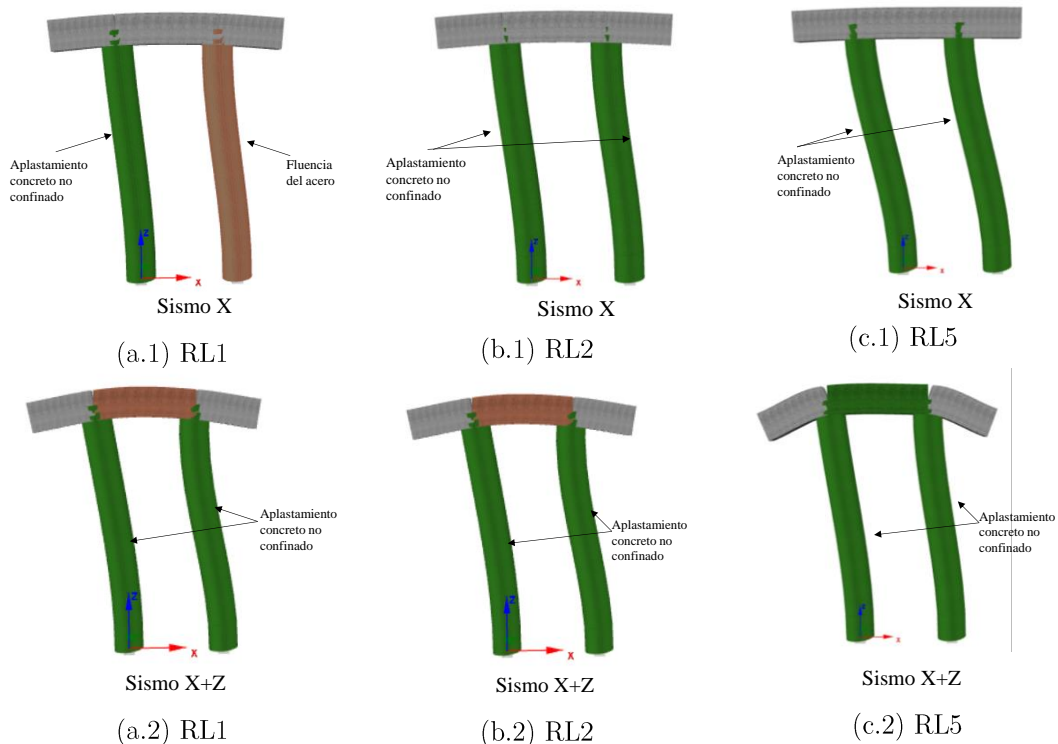 Aplastamiento
concreto no
confinado
Fluencia
del acero
z
x
Sismo X
(a.1) RL1
Aplastamiento
concreto no
confinado
z
x
Sismo X
(b.1) RL2
Aplastamiento
concreto no
confinado
z
x
Sismo X
(c.1) RL5
Aplastamiento
concreto no
confinado
Z
X
Sismo X+Z
(a.2) RL1
Aplastamiento
concreto no
confinado
Z
X
Sismo X+Z
(b.2) RL2
Aplastamiento
concreto no
confinado
z
x
Sismo X+Z
(c.2) RL5